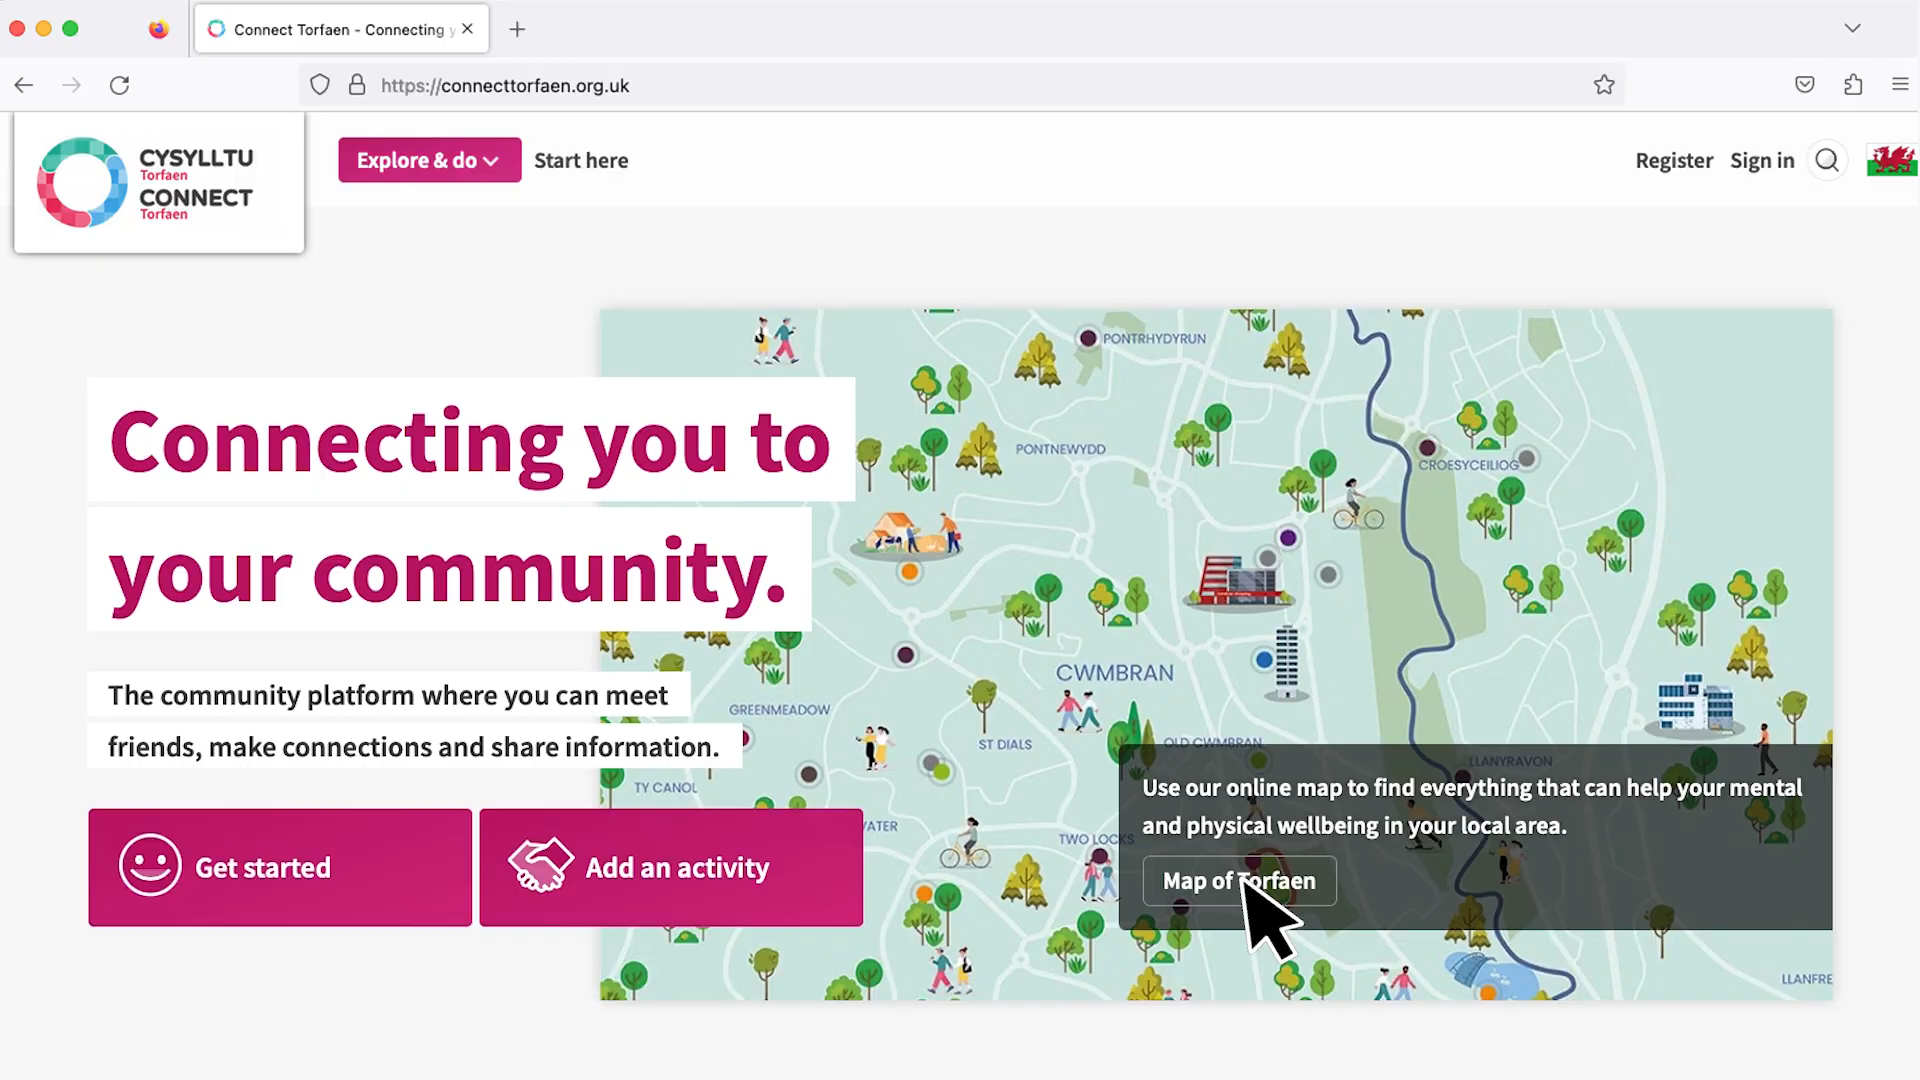 Connect Torfaen - Connecting y
https://connecttorfaen.org.uk
CYSYLLTU
Torfaen
CONNECT
Torfaen
Explore & do
Start here
Register
Sign in
Connecting you to
your community.
The community platform where you can meet
friends, make connections and share information.
Get started
Add an activity
PONTRHYDYRUN
PONTNEWYDD
CROESYCEILIOG
CWMBRAN
GREENMEADOW
ST DIALS
OLD CWMBRAN
LLANYRAVON
TY CANOL
ATER
TWO LOCKS
LLANFRE
Use our online map to find everything that can help your mental
and physical wellbeing in your local area.
Map of Torfaen